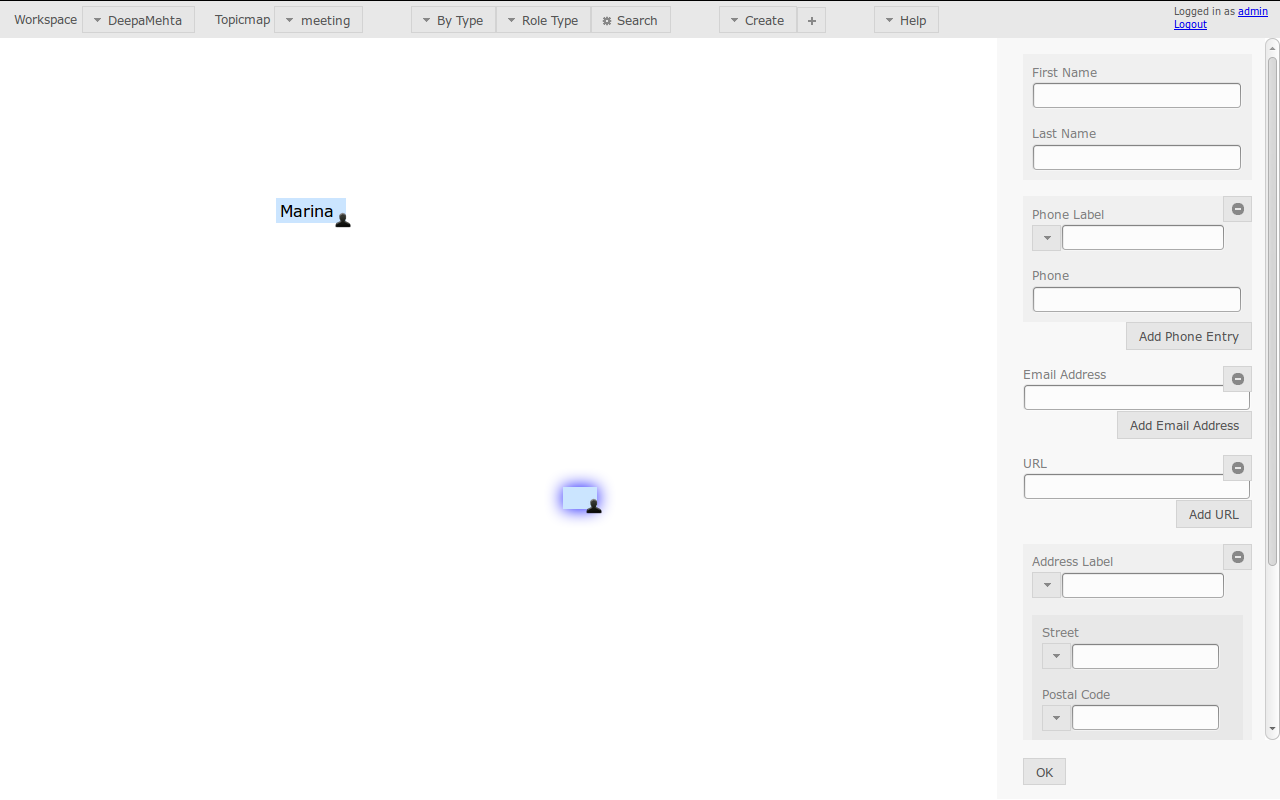 Workspace DeepaMehta Topicmap meeting By Type Role Type Search Create + Help
Logged in as admin
Logout
First Name
Last Name
Marina
Phone Label
Phone
Add Phone Entry
Email Address
Add Email Address
URL
Add URL
Address Label
Street
Postal Code
OK